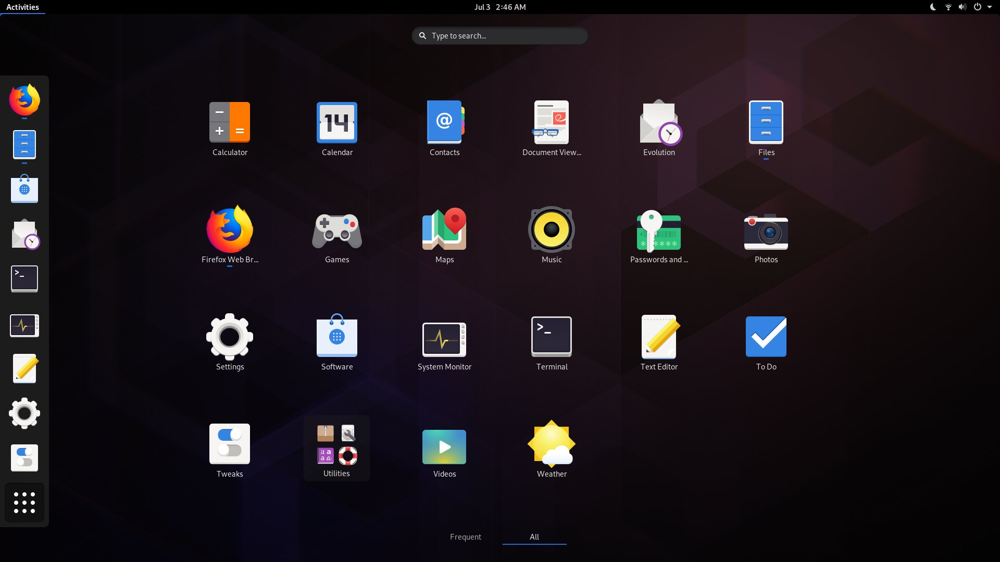 Activities
Jul 3 2:46 AM
Type to search...
14
@
Calculator
Calendar
Contacts
Document View...
Evolution
Files
Firefox Web Br...
Games
Maps
Music
Passwords and ...
Photos
>_
Settings
Software
System Monitor
Terminal
Text Editor
To Do
a a
a a
Tweaks
Utilities
Videos
Weather
Frequent
All